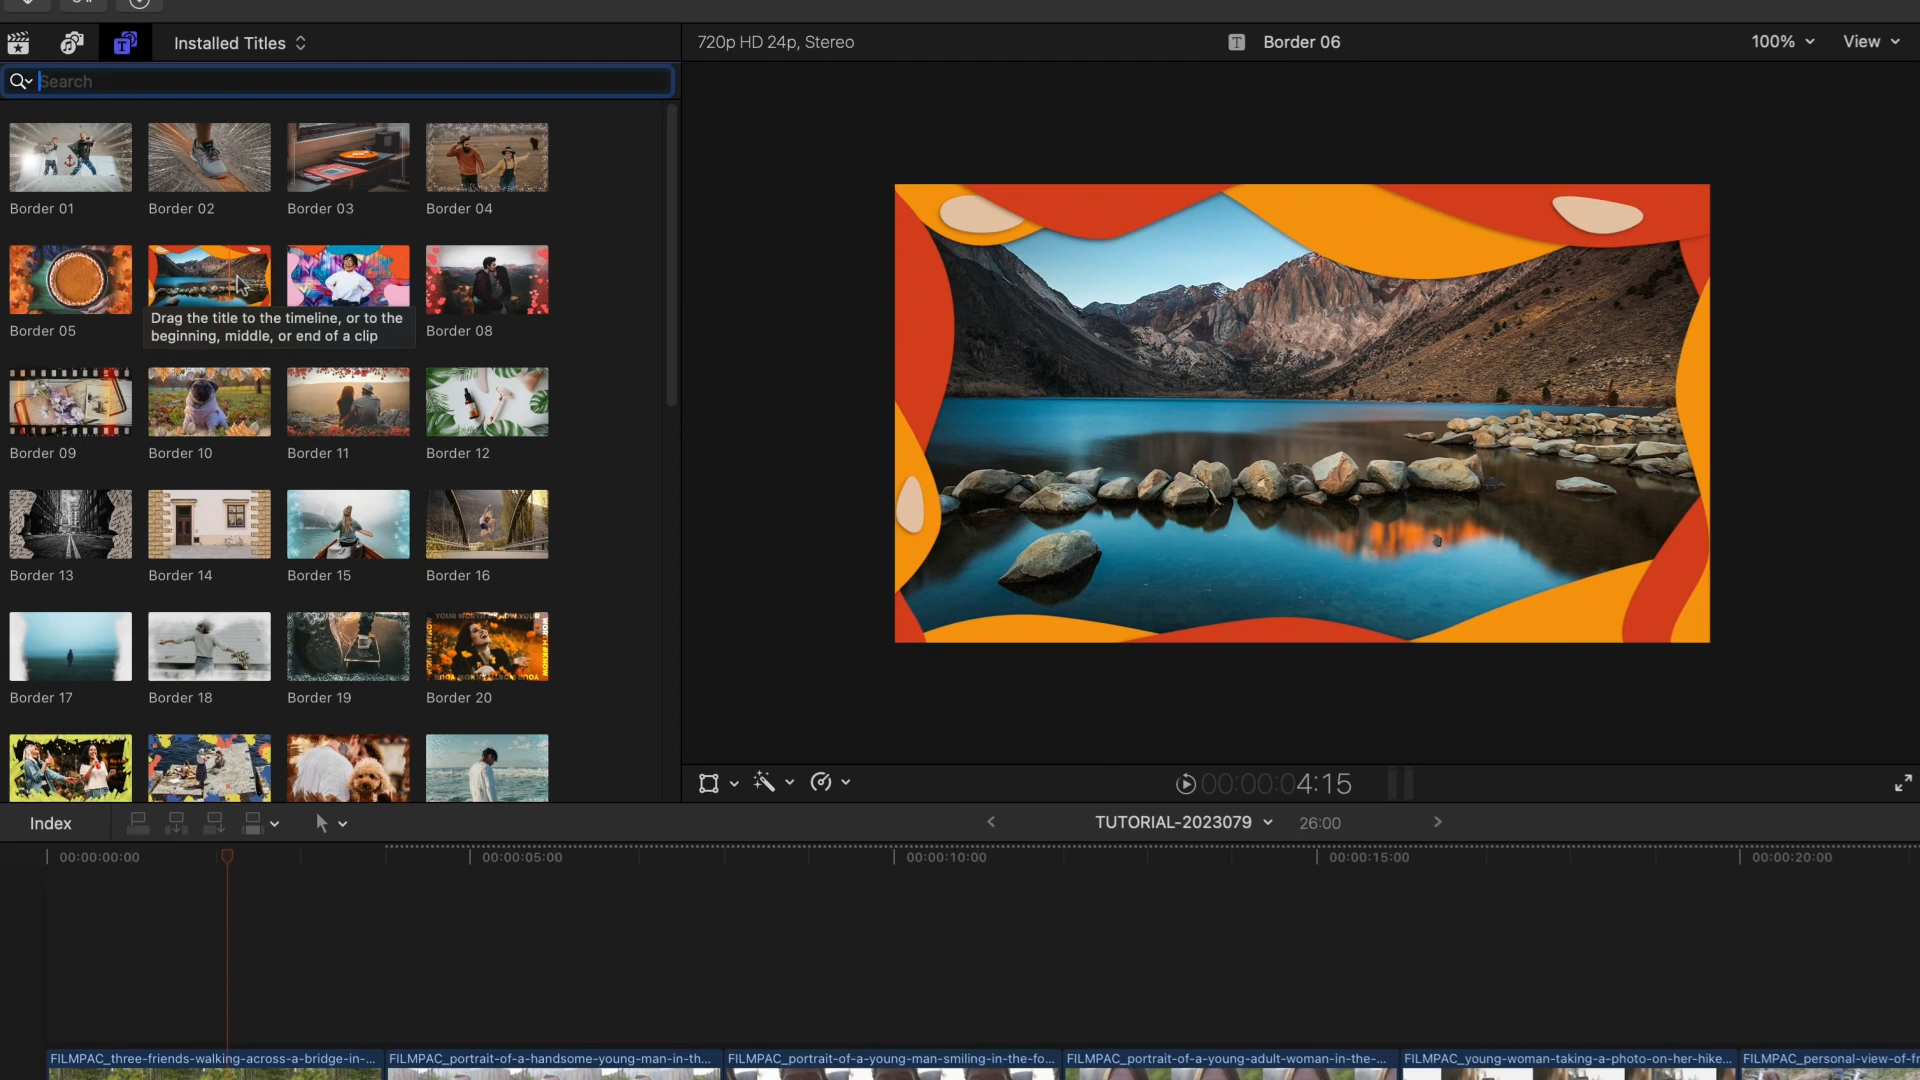 Installed Titles
720p HD 24p, Stereo
T
Border 06
100%
View
Search
Border 01
Border 02
Border 03
Border 04
Border 05
Drag the title to the timeline, or to the
beginning, middle, or end of a clip
Border 08
Border 09
Border 10
Border 11
Border 12
Border 13
Border 14
Border 15
Border 16
Border 17
Border 18
Border 19
Border 20
00:00:04:15
Index
TUTORIAL-2023079
26:00
00:00:00:00
00:00:05:00
00:00:10:00
00:00:15:00
00:00:20:00
FILMPAC_three-friends-walking-across-a-bridge-in-...
FILMPAC_portrait-of-a-handsome-young-man-in-th...
FILMPAC_portrait-of-a-young-man-smiling-in-the-fo...
FILMPAC_portrait-of-a-young-adult-woman-in-the-...
FILMPAC_young-woman-taking-a-photo-on-her-hike...
FILMPAC_personal-view-of-fr